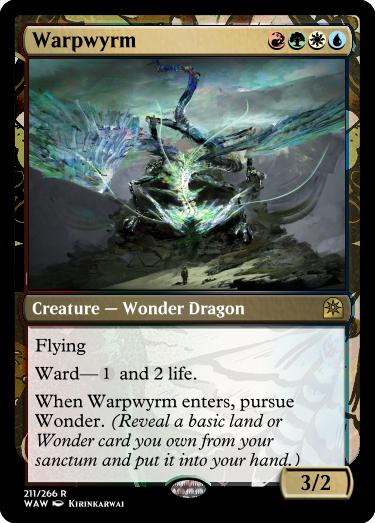 Warpwyrm
Creature — Wonder Dragon
Flying
Ward—1 and 2 life.
When Warpwyrm enters, pursue
Wonder. (Reveal a basic land or
Wonder card you own from your
sanctum and put it into your hand.)
3/2
211/266 R
WAW Kirinkarwai